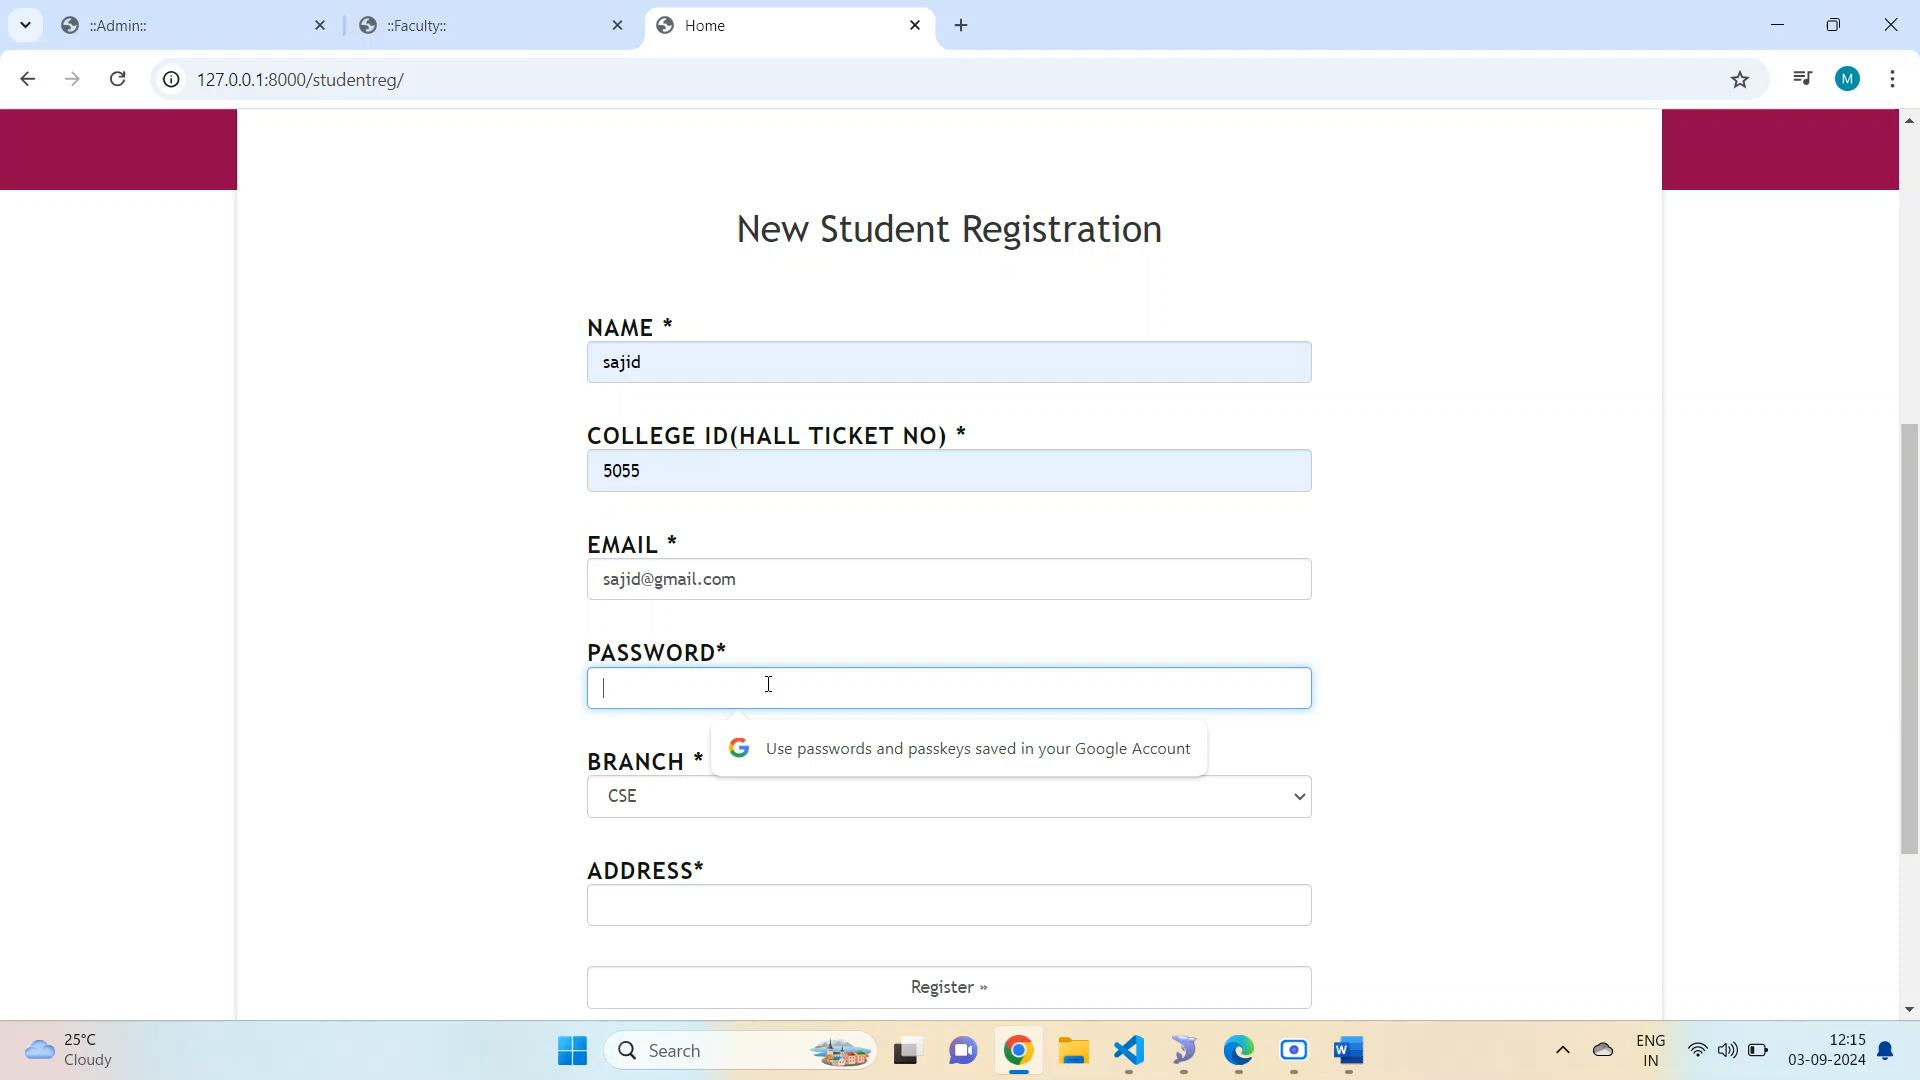 ::Admin::
::Faculty::
Home
127.0.0.1:8000/studentreg/
M
New Student Registration
NAME *
sajid
COLLEGE ID(HALL TICKET NO) *
5055
EMAIL *
sajid@gmail.com
PASSWORD*
Use passwords and passkeys saved in your Google Account
BRANCH *
CSE
ADDRESS*
Register »
25°C
Cloudy
Search
ENG
IN
12:15
03-09-2024